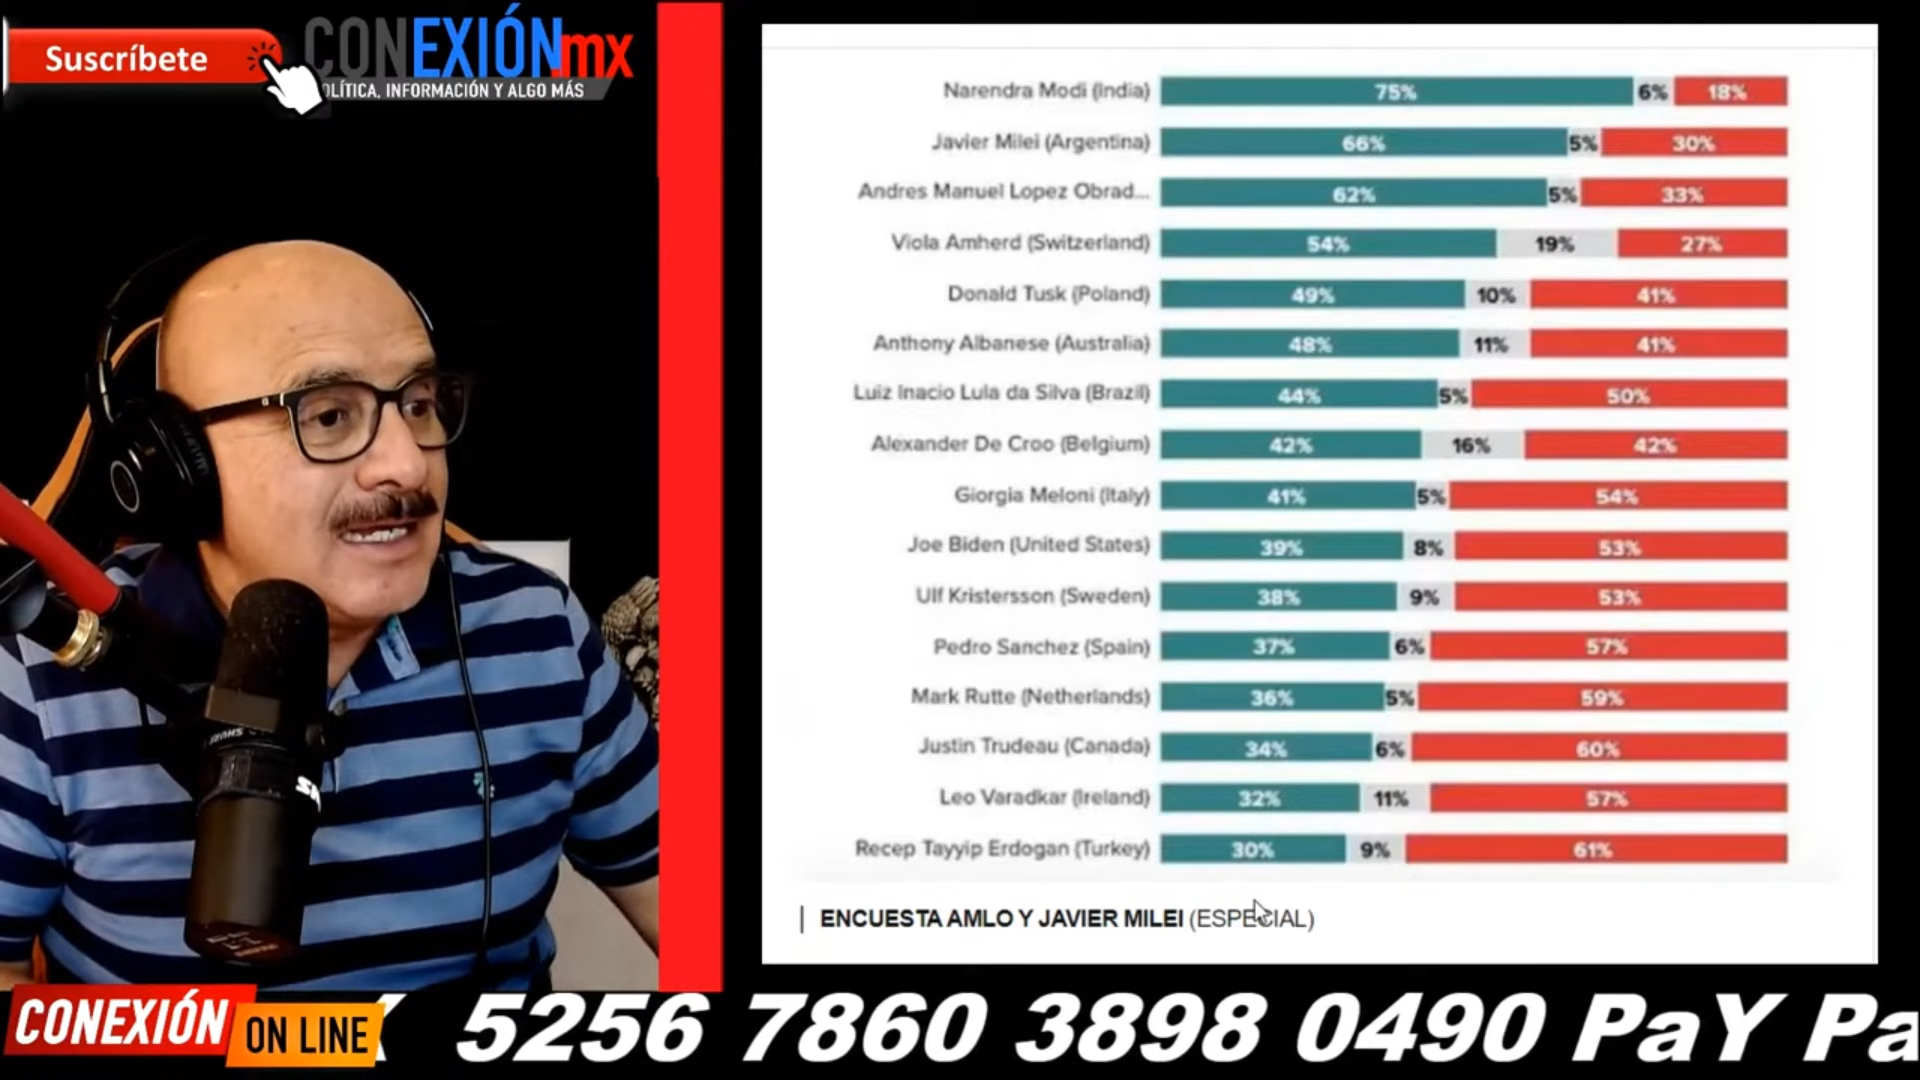 Suscríbete
CONEXIÓNmx
POLÍTICA, INFORMACIÓN Y ALGO MÁS
Narendra Modi (India) 75% 6% 18%
Javier Milei (Argentina) 66% 5% 30%
Andres Manuel Lopez Obrad... 62% 5% 33%
Viola Amherd (Switzerland) 54% 19% 27%
Donald Tusk (Poland) 49% 10% 41%
Anthony Albanese (Australia) 48% 11% 41%
Luiz Inacio Lula da Silva (Brazil) 44% 5% 50%
Alexander De Croo (Belgium) 42% 16% 42%
Giorgia Meloni (Italy) 41% 5% 54%
Joe Biden (United States) 39% 8% 53%
Ulf Kristersson (Sweden) 38% 9% 53%
Pedro Sanchez (Spain) 37% 6% 57%
Mark Rutte (Netherlands) 36% 5% 59%
Justin Trudeau (Canada) 34% 6% 60%
Leo Varadkar (Ireland) 32% 11% 57%
Recep Tayyip Erdogan (Turkey) 30% 9% 61%
ENCUESTA AMLO Y JAVIER MILEI (ESPECIAL)
CONEXIÓN
ON LINE
5256 7860 3898 0490 PaY Pa